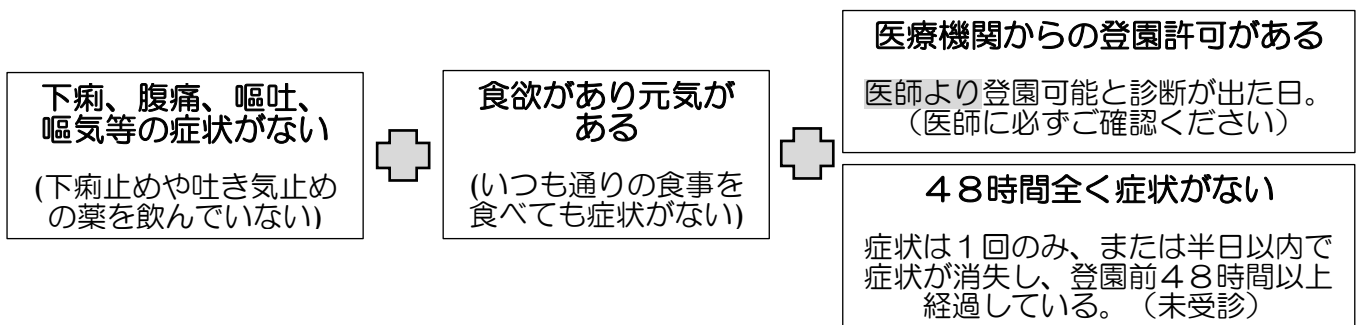 下痢、腹痛、嘔吐、
嘔気等の症状がない
(下痢止めや吐き気止め
の薬を飲んでいない)
食欲があり元気が
ある
(いつも通りの食事を
食べても症状がない)
医療機関からの登園許可がある
医師より登園可能と診断が出た日。
（医師に必ずご確認ください）
４８時間全く症状がない
症状は１回のみ、または半日以内で
症状が消失し、登園前４８時間以上
経過している。（未受診）